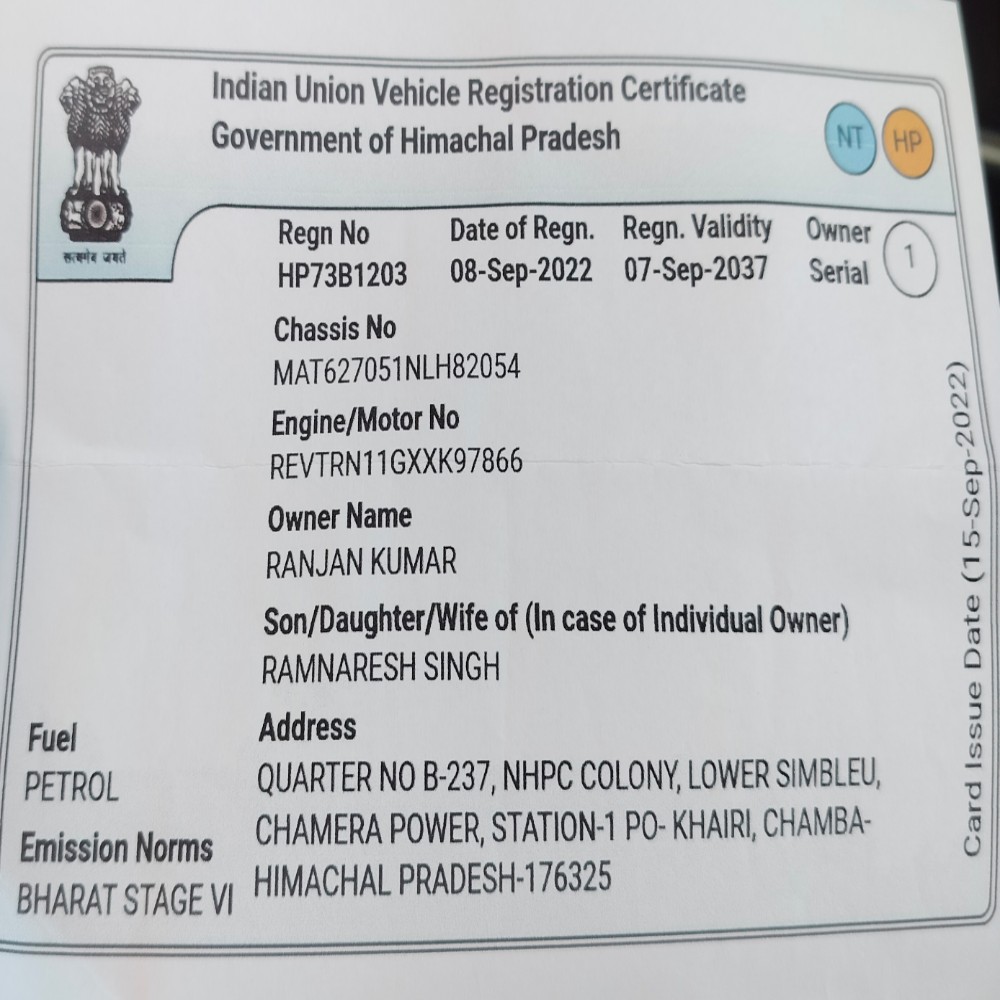 Indian Union Vehicle Registration Certificate
Government of Himachal Pradesh
NT HP
सत्यमेव जयते
Regn No Date of Regn. Regn. Validity Owner Serial 1
HP73B1203 08-Sep-2022 07-Sep-2037
Chassis No
MAT627051NLH82054
Engine/Motor No
REVTRN11GXXK97866
Owner Name
RANJAN KUMAR
Son/Daughter/Wife of (In case of Individual Owner)
RAMNARESH SINGH
Fuel
PETROL
Emission Norms
BHARAT STAGE VI
Address
QUARTER NO B-237, NHPC COLONY, LOWER SIMBLEU,
CHAMERA POWER, STATION-1 PO- KHAIRI, CHAMBA-
HIMACHAL PRADESH-176325
Card Issue Date (15-Sep-2022)